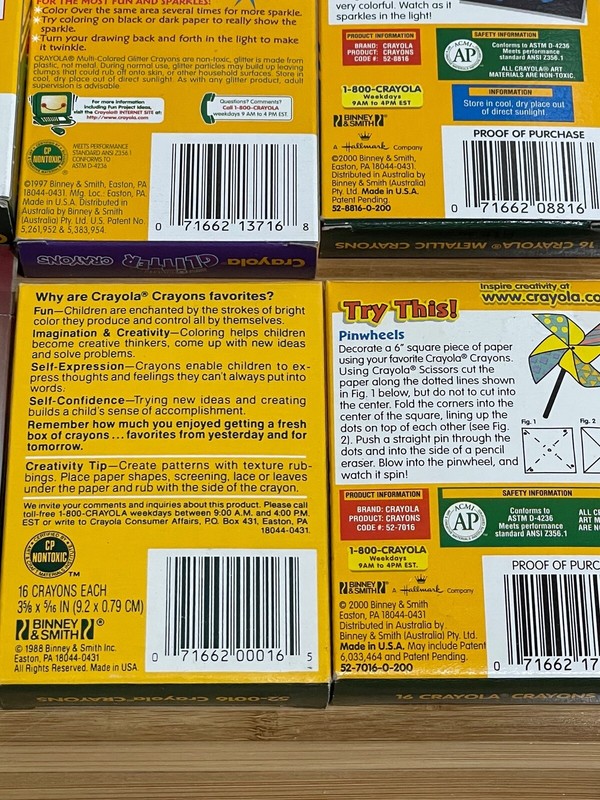 FOR THE MOST FUN AND SPARKLES!
Color Over the same area several times for more sparkle.
Try coloring on black or dark paper to really show the
sparkle.
Turn your drawing back and forth in the light to make
it twinkle.
CRAYOLA® Multi-Colored Glitter Crayons are non-toxic, glitter is made from
plastic, not metal. During normal use, glitter particles may build up leaving
clumps that could rub off onto skin, or other household surfaces. Store in
cool, dry place out of direct sunlight. As with any glitter product, adult
supervision is advisable.
For more information
including Fun Project Ideas,
visit the Crayola® INTERNET SITE at:
http://www.crayola.com
Questions? Comments?
Call 1-800-CRAYOLA
weekdays 9 AM to 4 PM EST.
CP
NONTOXIC
MEETS PERFORMANCE
STANDARD ANSI Z356.1
CONFORMS TO
ASTM D-4236
©1997 Binney & Smith, Easton, PA
18044-0431. Mfg. Loc.: Easton, PA.
Made in U.S.A. Distributed in
Australia by Binney & Smith
(Australia) Pty. Ltd. U.S. Patent No.
5,261,952 & 5,383,954.
0 71662 13716 8
Crayola GLITTER CRAYONS
very colorful. Watch as it
sparkles in the light!
PRODUCT INFORMATION
BRAND: CRAYOLA
PRODUCT: CRAYONS
CODE #: 52-8816
ACMI
AP
SAFETY INFORMATION
Conforms to ASTM D-4236
Meets performance
standard ANSI Z356.1
ALL CRAYOLA® ART
MATERIALS ARE NON-TOXIC.
1-800-CRAYOLA
Weekdays
9AM to 4PM EST
INFORMATION
Store in cool, dry place out
of direct sunlight.
BINNEY
& SMITH
A Hallmark Company
©2000 Binney & Smith
Easton, PA 18044-0431.
Distributed in Australia by
Binney & Smith (Australia)
Pty. Ltd. Made in U.S.A.
Patent Pending.
52-8816-0-200
PROOF OF PURCHASE
0 71662 08816
16 CRAYOLA® METALLIC CRAYONS
Why are Crayola® Crayons favorites?
Fun—Children are enchanted by the strokes of bright
color they produce and control all by themselves.
Imagination & Creativity—Coloring helps children
become creative thinkers, come up with new ideas
and solve problems.
Self-Expression—Crayons enable children to ex-
press thoughts and feelings they can't always put into
words.
Self-Confidence—Trying new ideas and creating
builds a child's sense of accomplishment.
Remember how much you enjoyed getting a fresh
box of crayons... favorites from yesterday and for
tomorrow.
Creativity Tip—Create patterns with texture rub-
bings. Place paper shapes, screening, lace or leaves
under the paper and rub with the side of the crayon.
We invite your comments and inquiries about this product. Please call
toll-free 1-800-CRAYOLA weekdays between 9:00 A.M. and 4:00 P.M.
EST or write to Crayola Consumer Affairs, P.O. Box 431, Easton, PA
18044-0431.
CP
NONTOXIC
TM
16 CRAYONS EACH
3⅝ x 5⁄16 IN (9.2 x 0.79 CM)
BINNEY
& SMITH ®
© 1988 Binney & Smith Inc.
Easton, PA 18044-0431
All Rights Reserved. Made in USA.
0 71662 00016 5
52-0016 Crayola® Crayons
Inspire creativity at
www.crayola.co
Try This!
Pinwheels
Decorate a 6" square piece of paper
using your favorite Crayola® Crayons.
Using Crayola® Scissors cut the
paper along the dotted lines shown
in Fig. 1 below, but do not to cut into
the center. Fold the corners into the
center of the square, lining up the
dots on top of each other (see Fig.
2). Push a straight pin through the
dots and into the side of a pencil
eraser. Blow into the pinwheel, and
watch it spin!
Fig. 1
Fig. 2
PRODUCT INFORMATION
BRAND: CRAYOLA
PRODUCT: CRAYONS
CODE #: 52-7016
ACMI
AP
SAFETY INFORMATION
Conforms to
ASTM D-4236
Meets performance
standard ANSI Z356.1
ALL C
ART M
ARE N
1-800-CRAYOLA
Weekdays
9AM to 4PM EST.
BINNEY
& SMITH
A Hallmark Company
© 2000 Binney & Smith
Easton, PA 18044-0431
Distributed in Australia by
Binney & Smith (Australia) Pty. Ltd.
Made in U.S.A. May include Patent
6,033,464 and Patent Pending.
52-7016-0-200
PROOF OF PURC
0 71662 17
16 CRAYOLA® CRAYONS